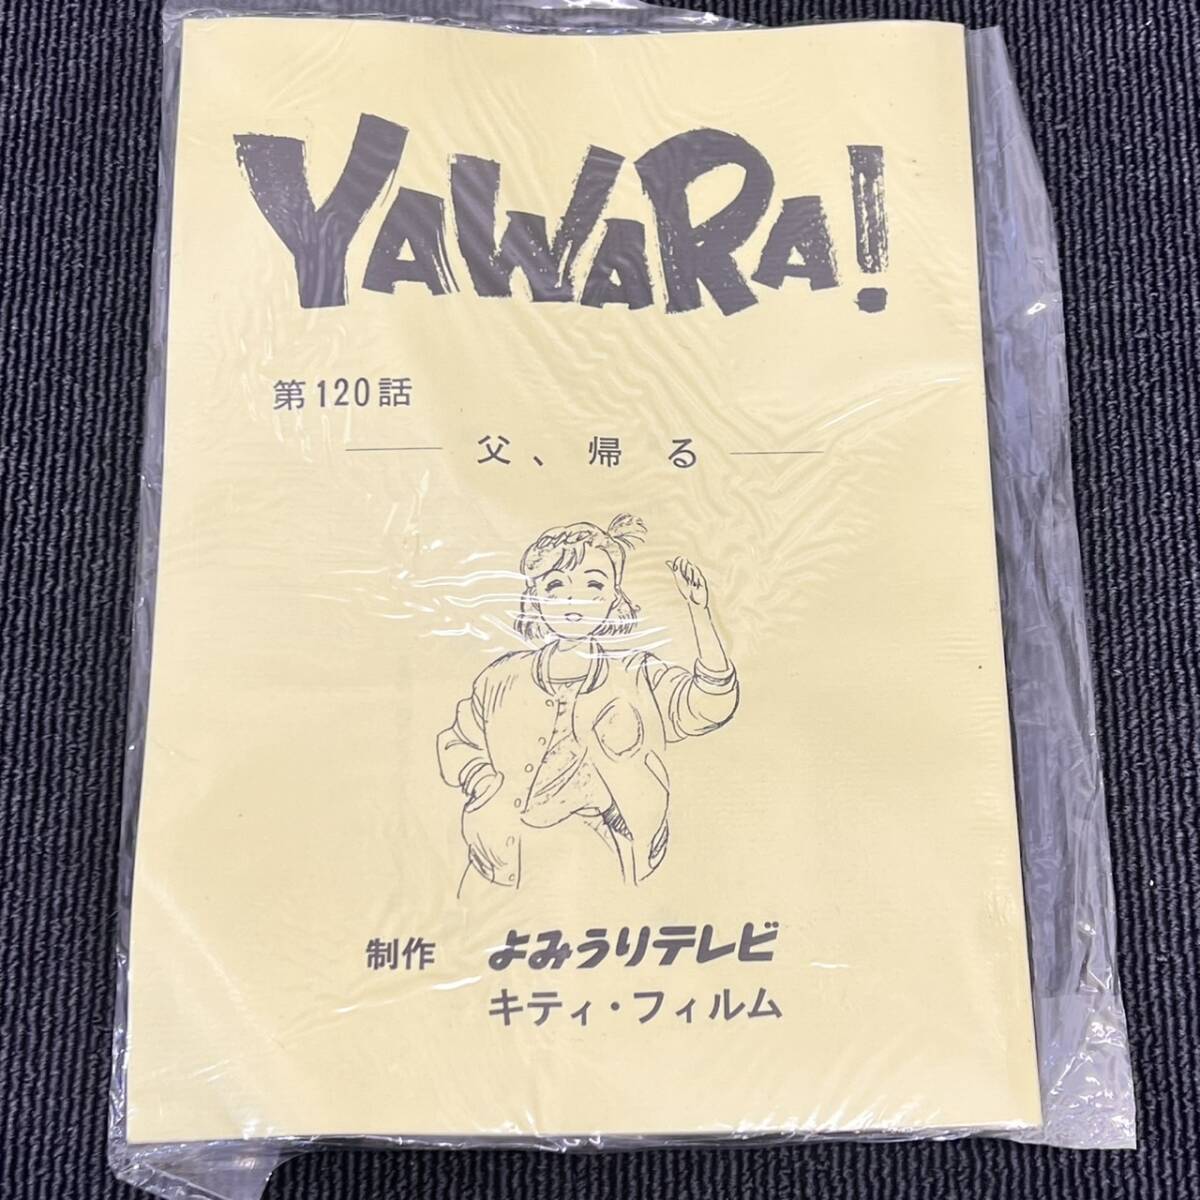 YAWARA!
第120話
父、帰る
制作 よみうりテレビ
キティ・フィルム